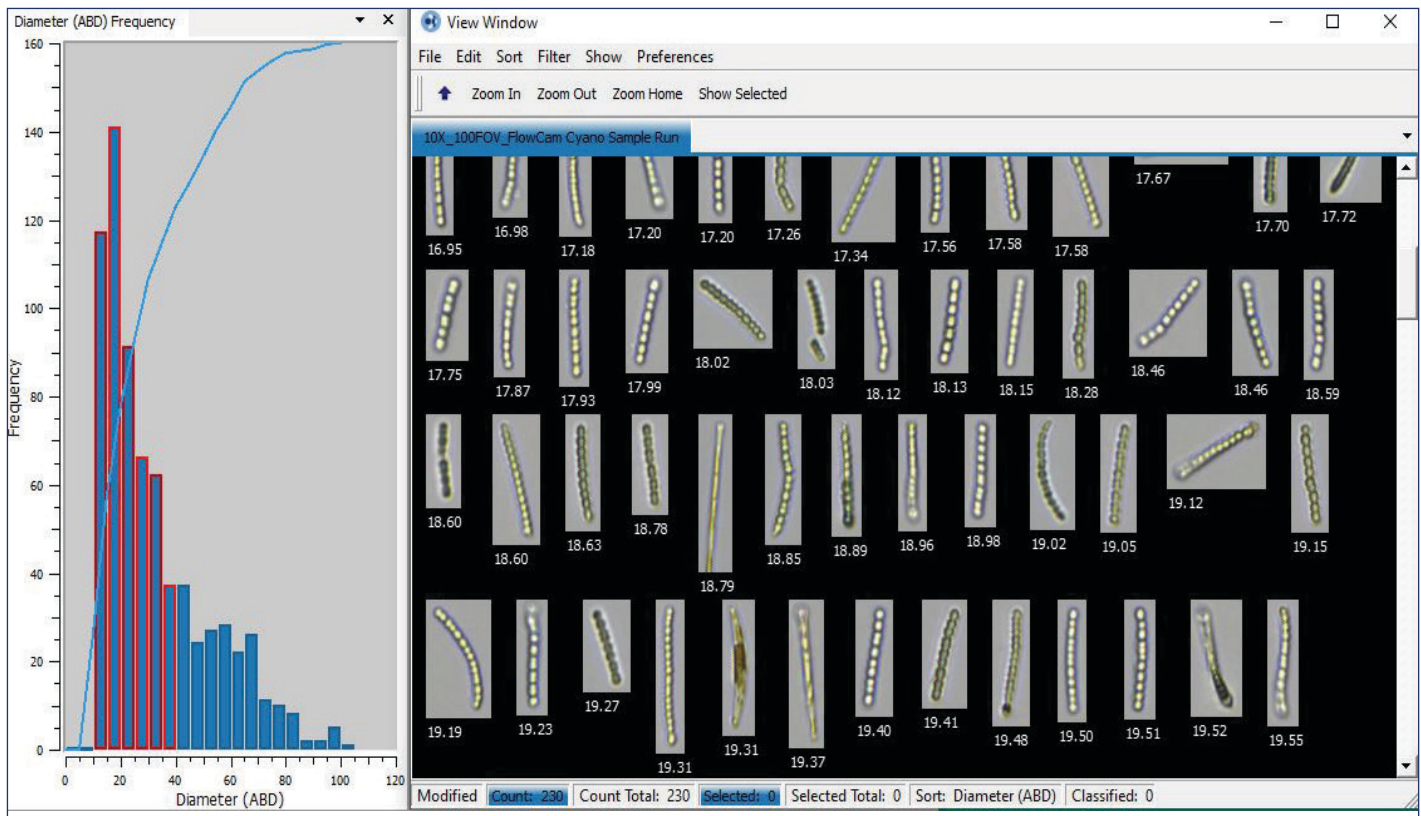 Diameter (ABD) Frequency
160
140
120
100
80
60
40
20
0
Frequency
0 20 40 60 80 100 120
Diameter (ABD)
View Window
File Edit Sort Filter Show Preferences
Zoom In Zoom Out Zoom Home Show Selected
10X_100FOV_FlowCam Cyano Sample Run
16.95 16.98 17.18 17.20 17.20 17.26 17.34 17.56 17.58 17.58 17.67 17.70 17.72
17.75 17.87 17.93 17.99 18.02 18.03 18.12 18.13 18.15 18.28 18.46 18.46 18.59
18.60 18.60 18.63 18.78 18.79 18.85 18.89 18.96 18.98 19.02 19.05 19.12 19.15
19.19 19.23 19.27 19.31 19.31 19.37 19.40 19.41 19.48 19.50 19.51 19.52 19.55
Modified Count: 230 Count Total: 230 Selected: 0 Selected Total: 0 Sort: Diameter (ABD) Classified: 0